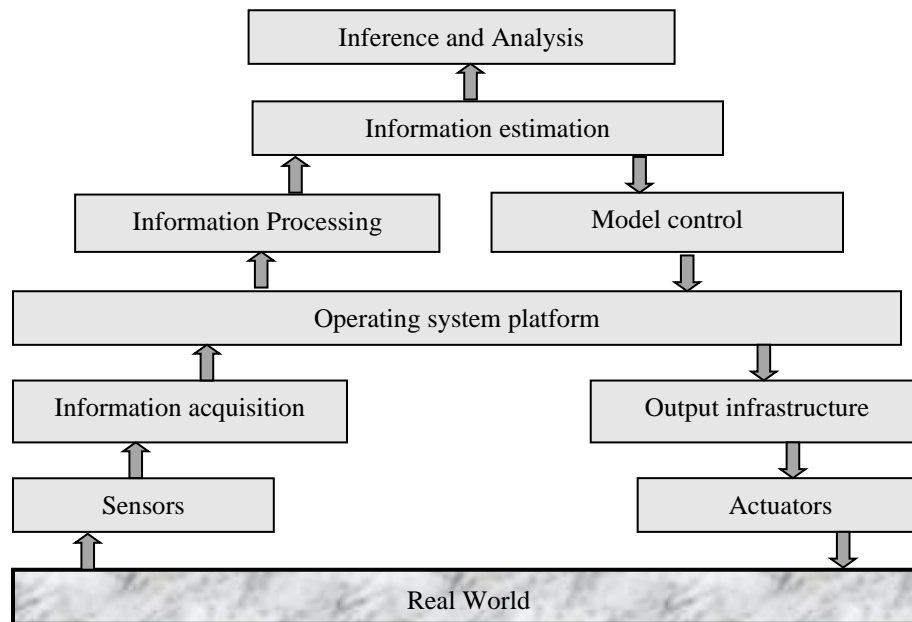 Inference and Analysis
Information estimation
Information Processing
Model control
Operating system platform
Information acquisition
Output infrastructure
Sensors
Actuators
Real World